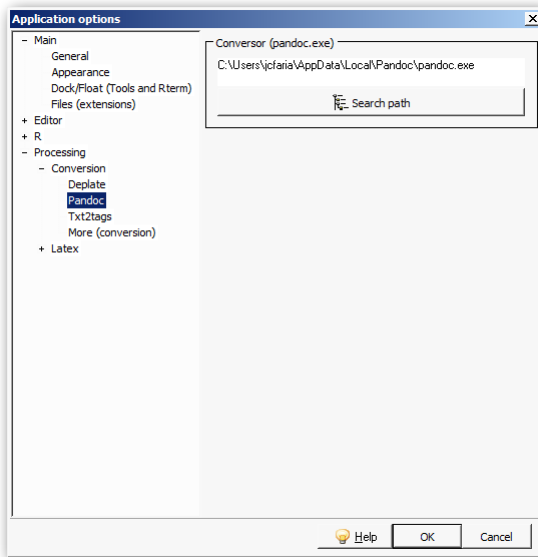 Application options
Main
General
Appearance
Dock/Float (Tools and Rterm)
Files (extensions)
Editor
R
Processing
Conversion
Deplate
Pandoc
Txt2tags
More (conversion)
Latex
Conversor (pandoc.exe)
C:\Users\jcfaria\AppData\Local\Pandoc\pandoc.exe
Search path
Help
OK
Cancel